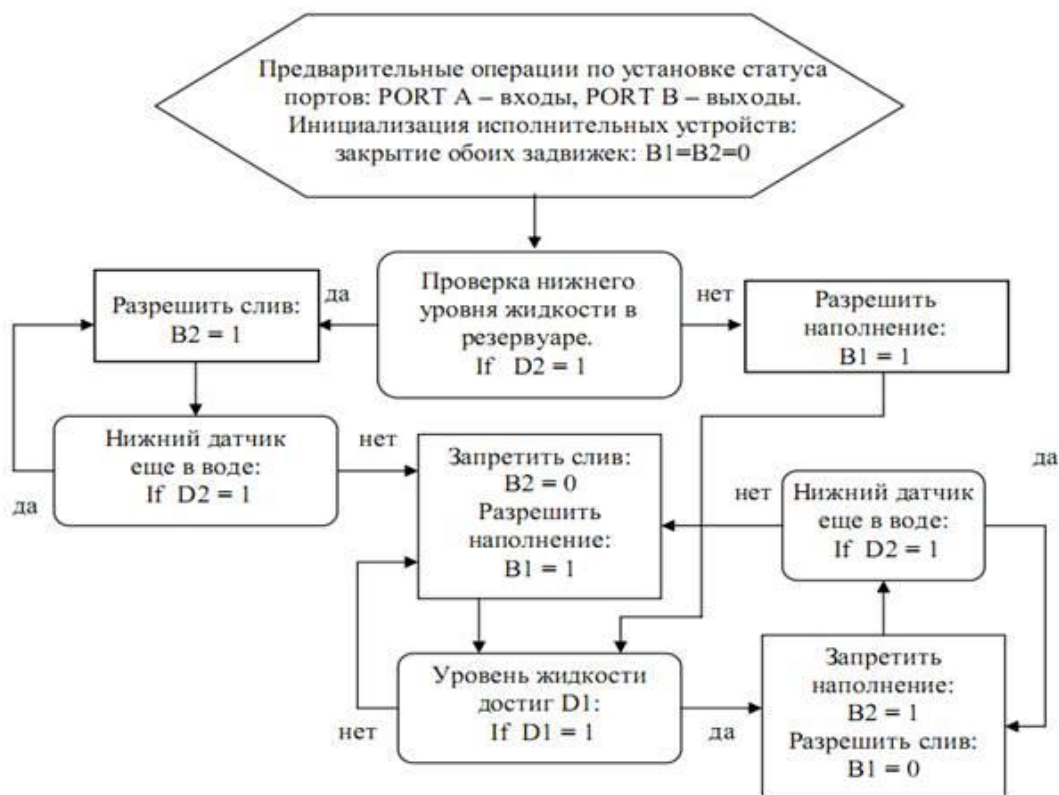 Предварительные операции по установке статуса
портов: PORT A – входы, PORT B – выходы.
Инициализация исполнительных устройств:
закрытие обоих задвижек: B1=B2=0
Проверка нижнего
уровня жидкости в
резервуаре.
If D2 = 1
да
нет
Разрешить слив:
B2 = 1
Разрешить
наполнение:
B1 = 1
Нижний датчик
еще в воде:
If D2 = 1
да
нет
Запретить слив:
B2 = 0
Разрешить
наполнение:
B1 = 1
нет
Нижний датчик
еще в воде:
If D2 = 1
да
Уровень жидкости
достиг D1:
If D1 = 1
нет
да
Запретить
наполнение:
B2 = 1
Разрешить слив:
B1 = 0